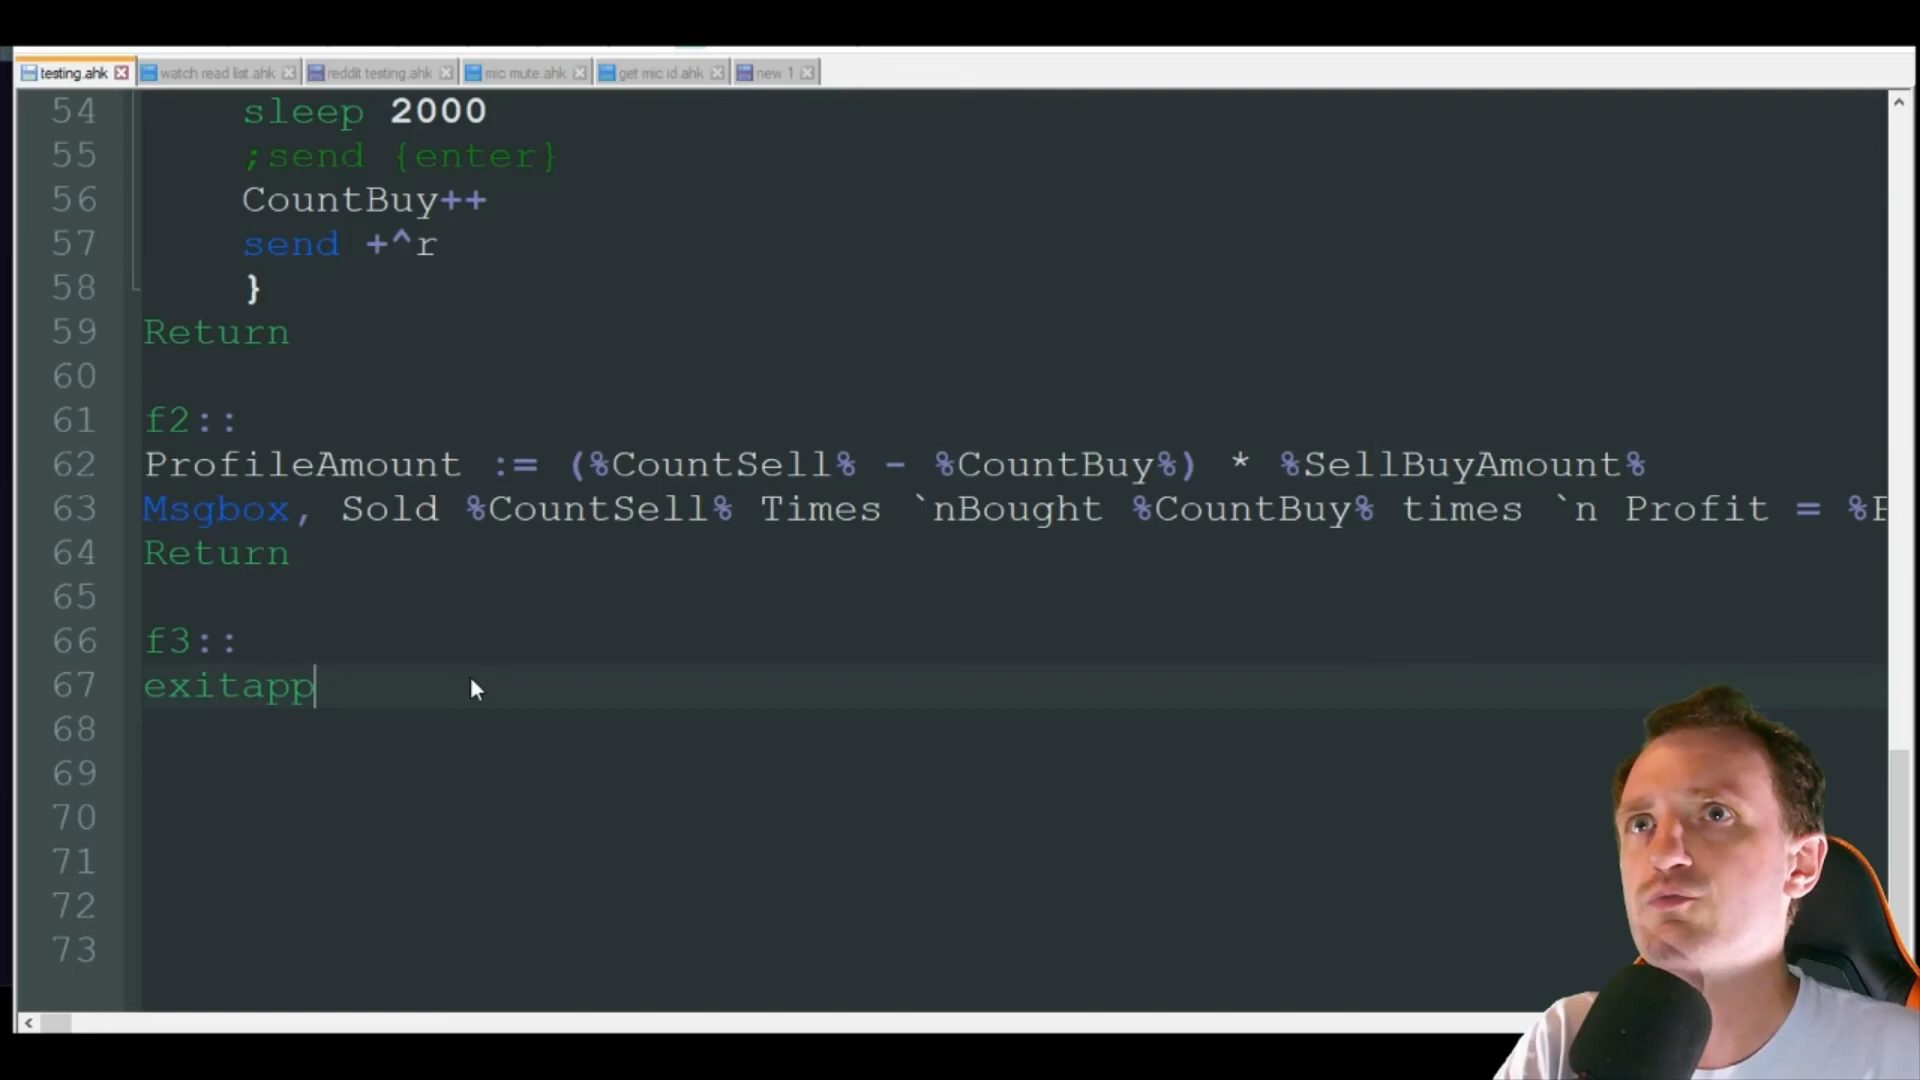 testing.ahk watch read list.ahk reddit testing.ahk mic mute.ahk get mic id.ahk new 1
54 sleep 2000
55 ;send {enter}
56 CountBuy++
57 send +^r
58 }
59 Return
60
61 f2::
62 ProfileAmount := (%CountSell% - %CountBuy%) * %SellBuyAmount%
63 Msgbox, Sold %CountSell% Times `nBought %CountBuy% times `n Profit = %P
64 Return
65
66 f3::
67 exitapp
68
69
70
71
72
73